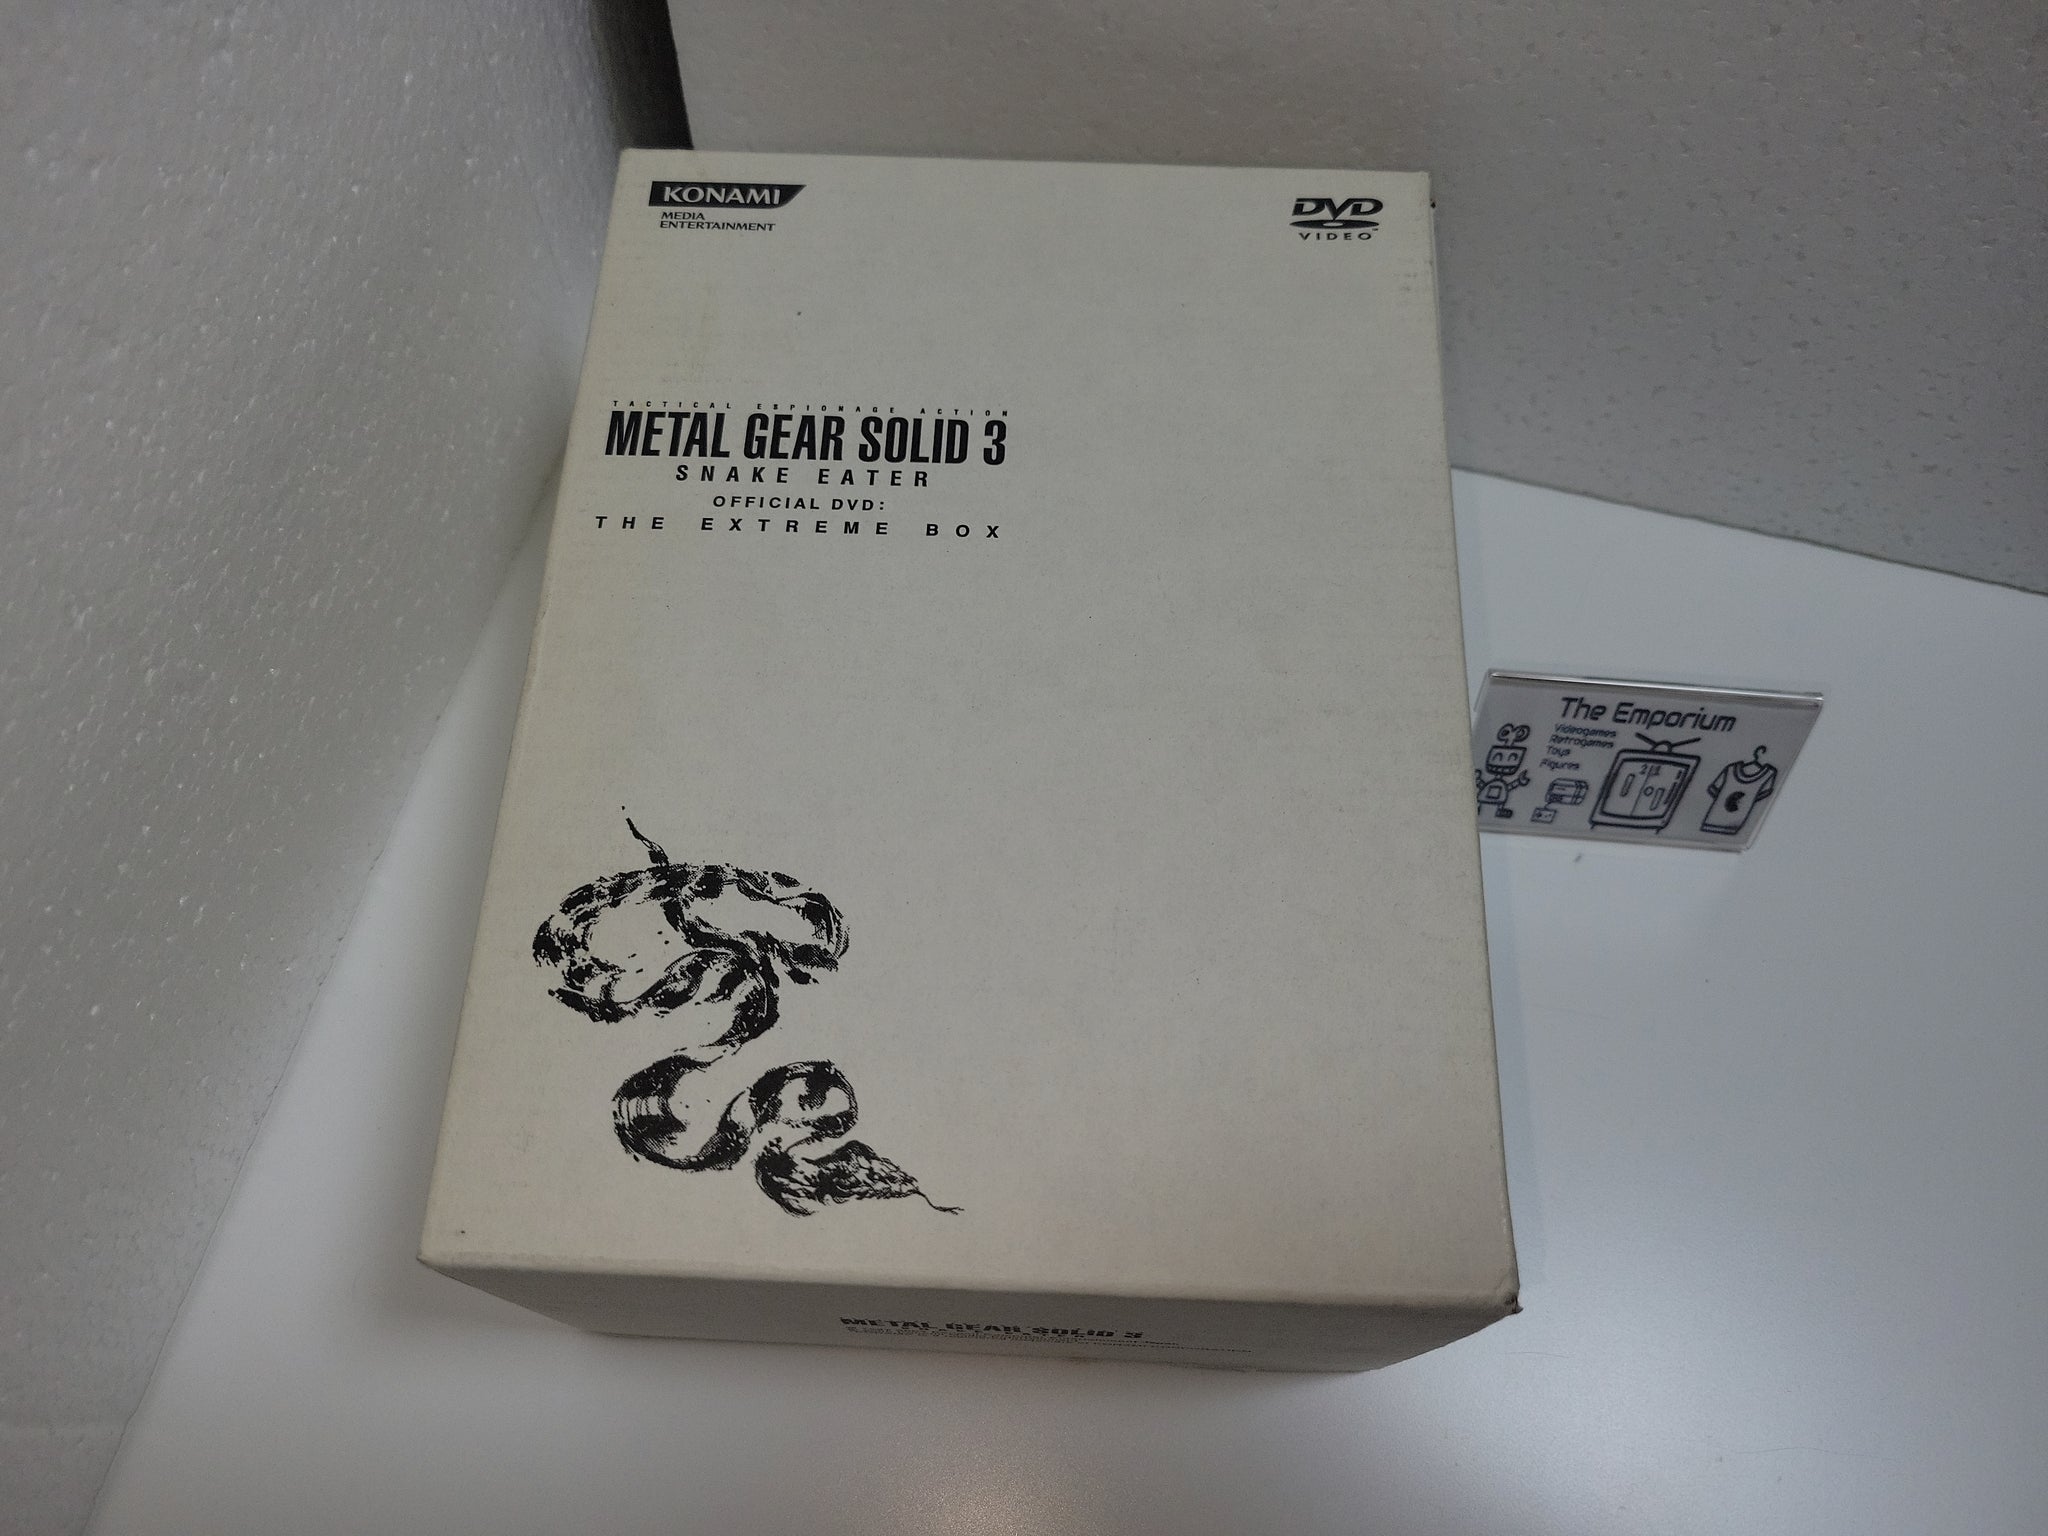 KONAMI
MEDIA
ENTERTAINMENT
DVD
VIDEO
TACTICAL ESPIONAGE ACTION
METAL GEAR SOLID 3
SNAKE EATER
OFFICIAL DVD:
THE EXTREME BOX
The Emporium
Videogames
Retrogames
Toys
Figures
METAL GEAR SOLID 3